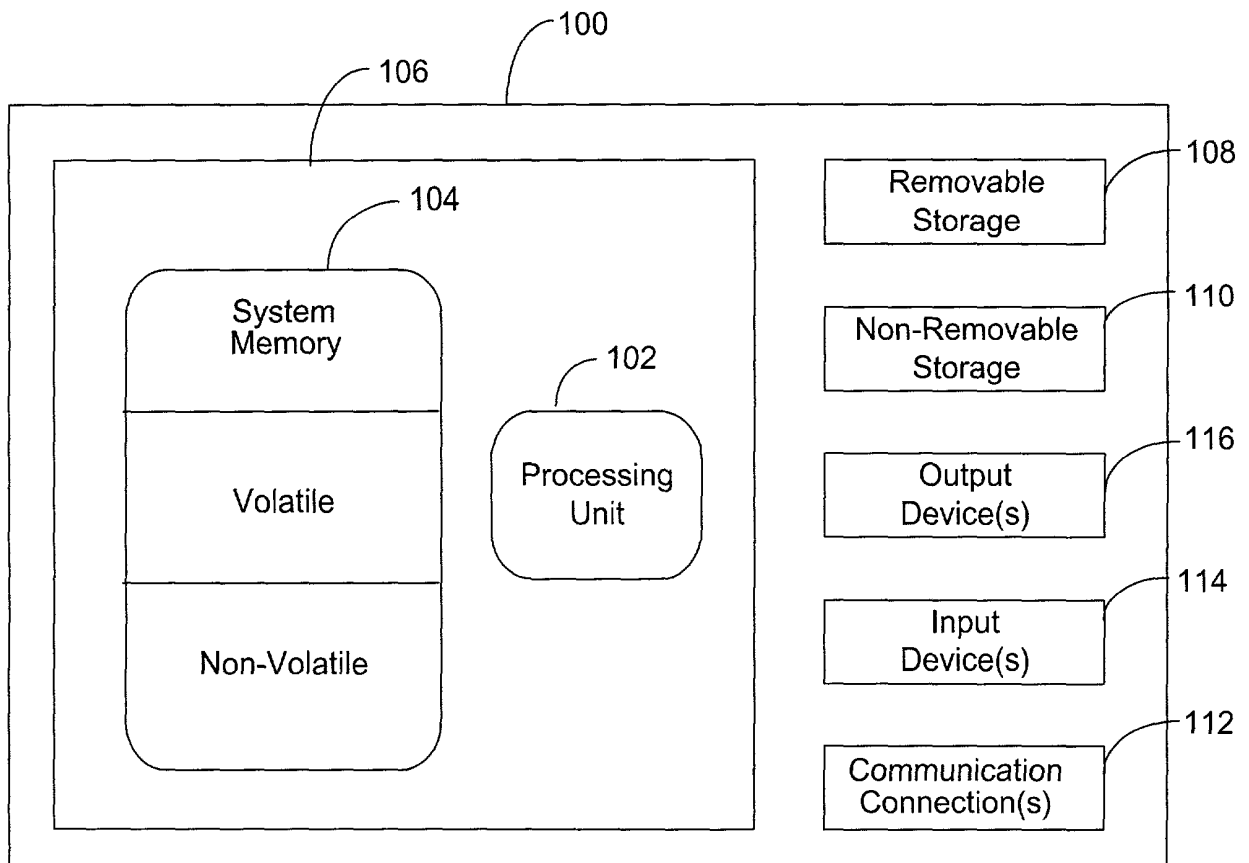 100
106
108
Removable
Storage
104
System
Memory
110
Non-Removable
Storage
102
Processing
Unit
116
Output
Device(s)
Volatile
114
Input
Device(s)
Non-Volatile
112
Communication
Connection(s)